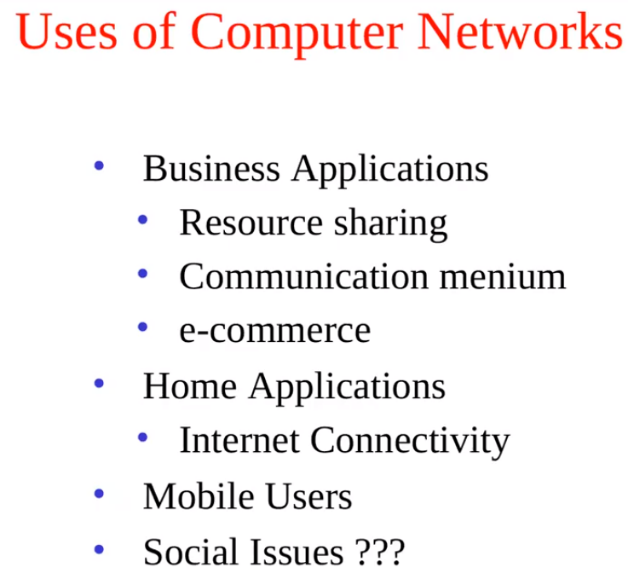 Uses of Computer Networks
• Business Applications
• Resource sharing
• Communication menium
• e-commerce
• Home Applications
• Internet Connectivity
• Mobile Users
• Social Issues ???